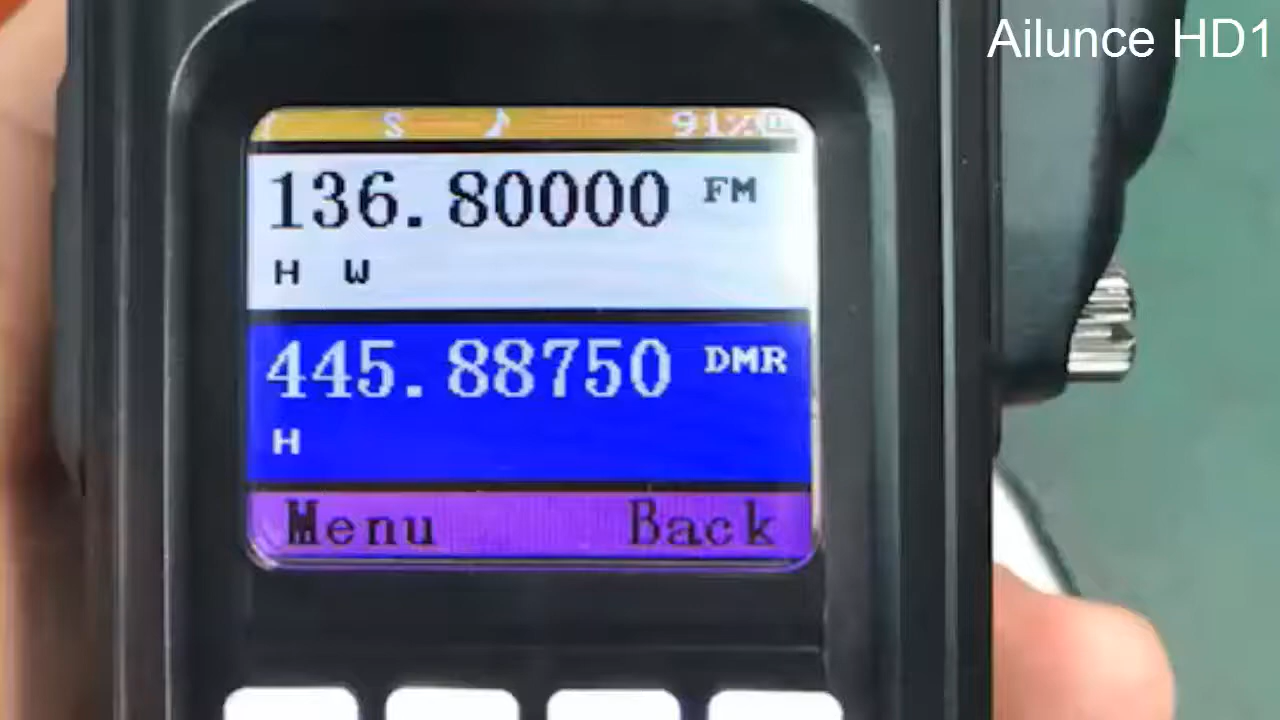 Ailunce HD1
S 91%
136.80000 FM
H W
445.88750 DMR
H
Menu Back